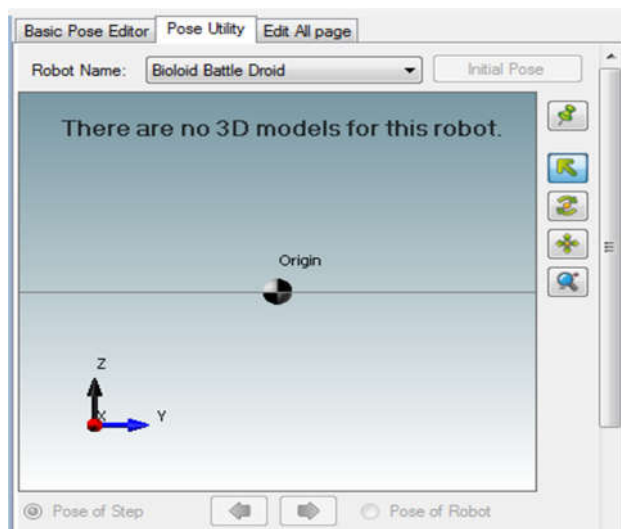 Basic Pose Editor Pose Utility Edit All page
Robot Name: Bioloid Battle Droid Initial Pose
There are no 3D models for this robot.
Origin
Z
X Y
Pose of Step Pose of Robot